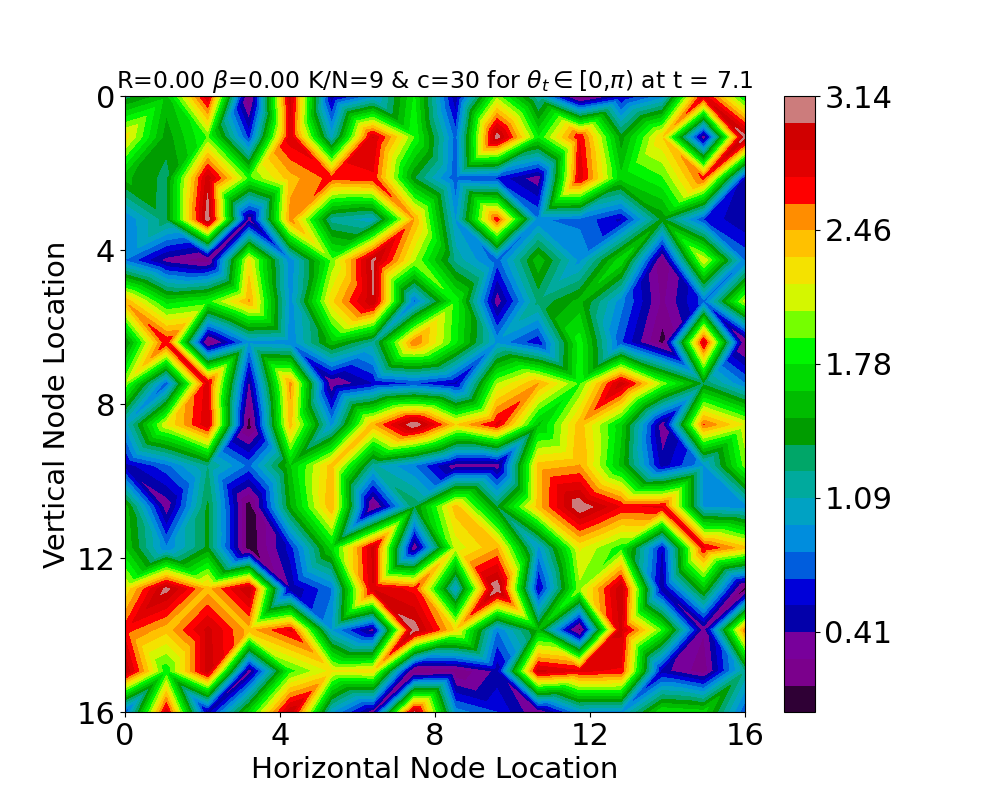 R=0.00 β=0.00 K/N=9 & c=30 for θ_t ∈ [0,π) at t = 7.1
0
4
8
12
16
Vertical Node Location
0 4 8 12 16
Horizontal Node Location
3.14
2.46
1.78
1.09
0.41